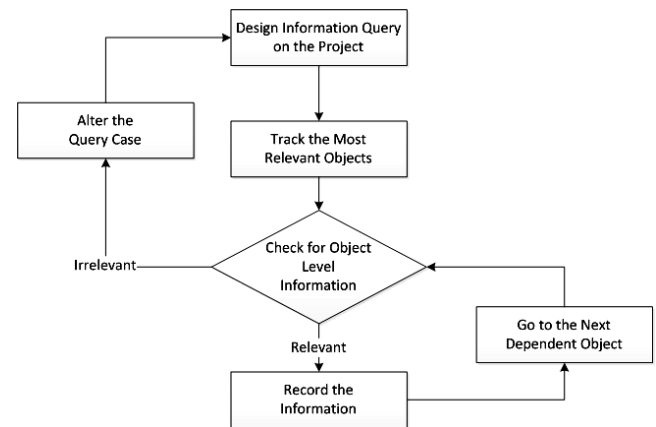 Design Information Query
on the Project
Alter the
Query Case
Track the Most
Relevant Objects
Check for Object
Level
Information
Irrelevant
Go to the Next
Dependent Object
Relevant
Record the
Information